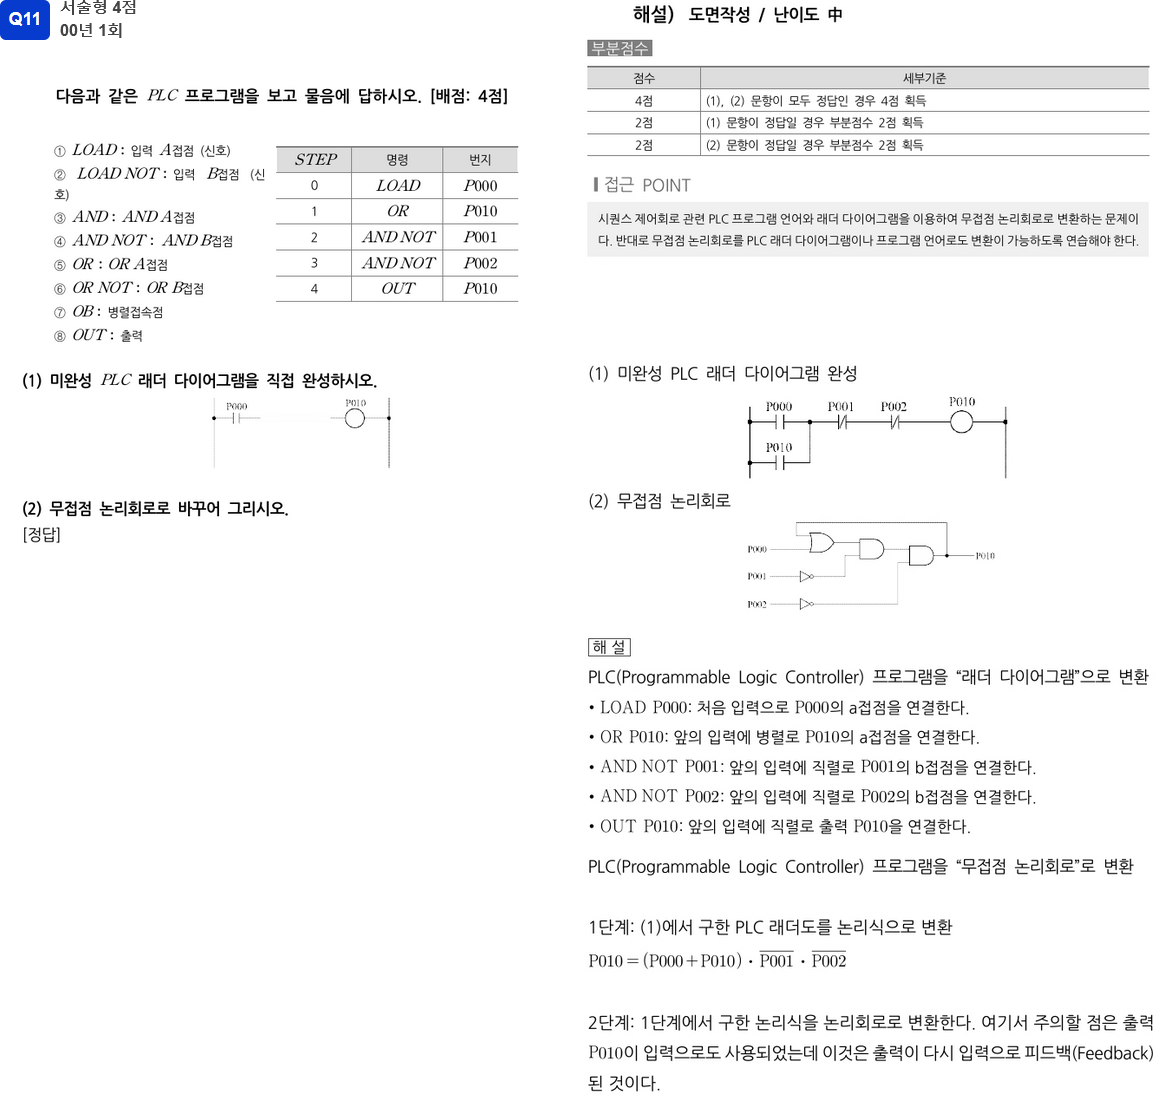 Q11
서술형 4점
00년 1회
다음과 같은 PLC 프로그램을 보고 물음에 답하시오. [배점: 4점]
① LOAD : 입력 A접점 (신호)
② LOAD NOT : 입력 B접점 (신
호)
③ AND : AND A접점
④ AND NOT : AND B접점
⑤ OR : OR A접점
⑥ OR NOT : OR B접점
⑦ OB : 병렬접속점
⑧ OUT : 출력
STEP 명령 번지
0 LOAD P000
1 OR P010
2 AND NOT P001
3 AND NOT P002
4 OUT P010
(1) 미완성 PLC 래더 다이어그램을 직접 완성하시오.
P000 P010
(2) 무접점 논리회로로 바꾸어 그리시오.
[정답]
해설) 도면작성 / 난이도 中
부분점수
점수 세부기준
4점 (1), (2) 문항이 모두 정답인 경우 4점 획득
2점 (1) 문항이 정답일 경우 부분점수 2점 획득
2점 (2) 문항이 정답일 경우 부분점수 2점 획득
접근 POINT
시퀀스 제어회로 관련 PLC 프로그램 언어와 래더 다이어그램을 이용하여 무접점 논리회로로 변환하는 문제이
다. 반대로 무접점 논리회로를 PLC 래더 다이어그램이나 프로그램 언어로도 변환이 가능하도록 연습해야 한다.
(1) 미완성 PLC 래더 다이어그램 완성
P000 P001 P002 P010
P010
(2) 무접점 논리회로
P000
P010
P001
P002
해 설
PLC(Programmable Logic Controller) 프로그램을 “래더 다이어그램”으로 변환
• LOAD P000: 처음 입력으로 P000의 a접점을 연결한다.
• OR P010: 앞의 입력에 병렬로 P010의 a접점을 연결한다.
• AND NOT P001: 앞의 입력에 직렬로 P001의 b접점을 연결한다.
• AND NOT P002: 앞의 입력에 직렬로 P002의 b접점을 연결한다.
• OUT P010: 앞의 입력에 직렬로 출력 P010을 연결한다.
PLC(Programmable Logic Controller) 프로그램을 “무접점 논리회로”로 변환
1단계: (1)에서 구한 PLC 래더도를 논리식으로 변환
P010 = (P000 + P010) · P̅0̅0̅1̅ · P̅0̅0̅2̅
2단계: 1단계에서 구한 논리식을 논리회로로 변환한다. 여기서 주의할 점은 출력
P010이 입력으로도 사용되었는데 이것은 출력이 다시 입력으로 피드백(Feedback)
된 것이다.